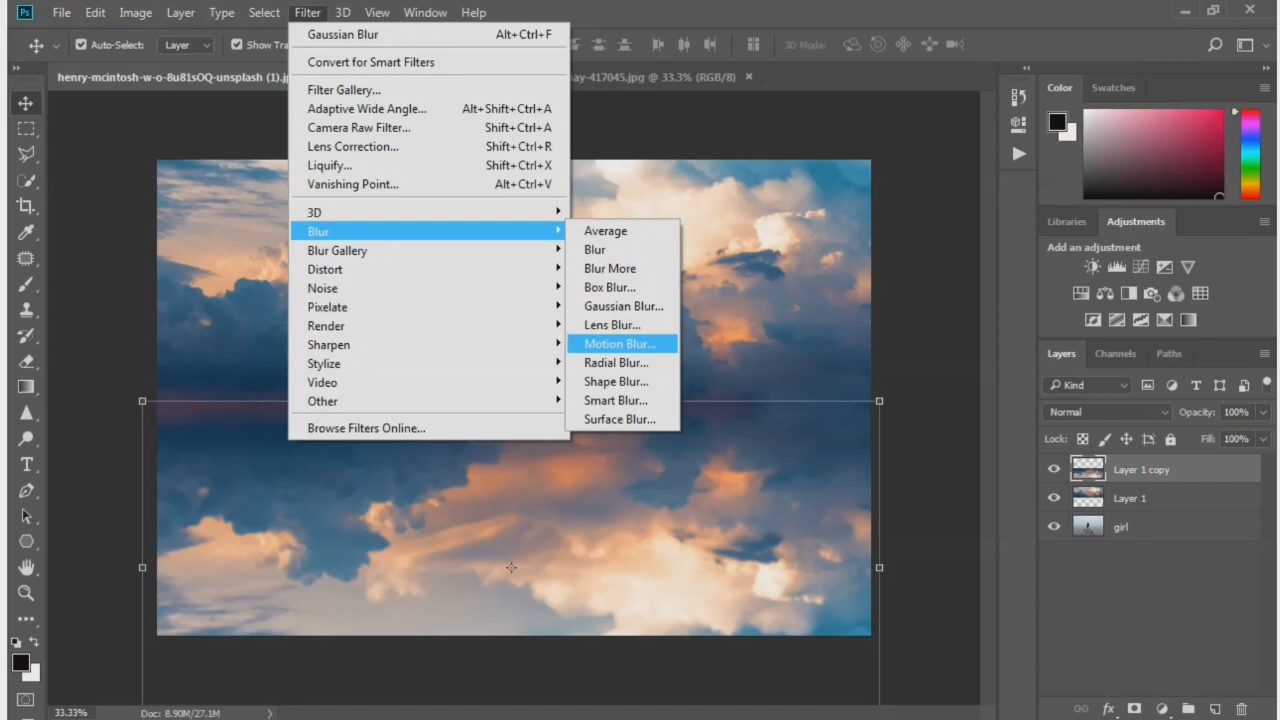 Ps File Edit Image Layer Type Select Filter 3D View Window Help
Auto-Select: Layer Show Tra 3D Mode:
henry-mcintosh-w-o-8u81sOQ-unsplash (1).jp ay-417045.jpg @ 33.3% (RGB/8)
Gaussian Blur Alt+Ctrl+F
Convert for Smart Filters
Filter Gallery...
Adaptive Wide Angle... Alt+Shift+Ctrl+A
Camera Raw Filter... Shift+Ctrl+A
Lens Correction... Shift+Ctrl+R
Liquify... Shift+Ctrl+X
Vanishing Point... Alt+Ctrl+V
3D
Blur
Blur Gallery
Distort
Noise
Pixelate
Render
Sharpen
Stylize
Video
Other
Browse Filters Online...
Average
Blur
Blur More
Box Blur...
Gaussian Blur...
Lens Blur...
Motion Blur...
Radial Blur...
Shape Blur...
Smart Blur...
Surface Blur...
Color Swatches
Libraries Adjustments
Add an adjustment
Layers Channels Paths
Kind
Normal Opacity: 100%
Lock: Fill: 100%
Layer 1 copy
Layer 1
girl
33.33% Doc: 8.90M/27.1M